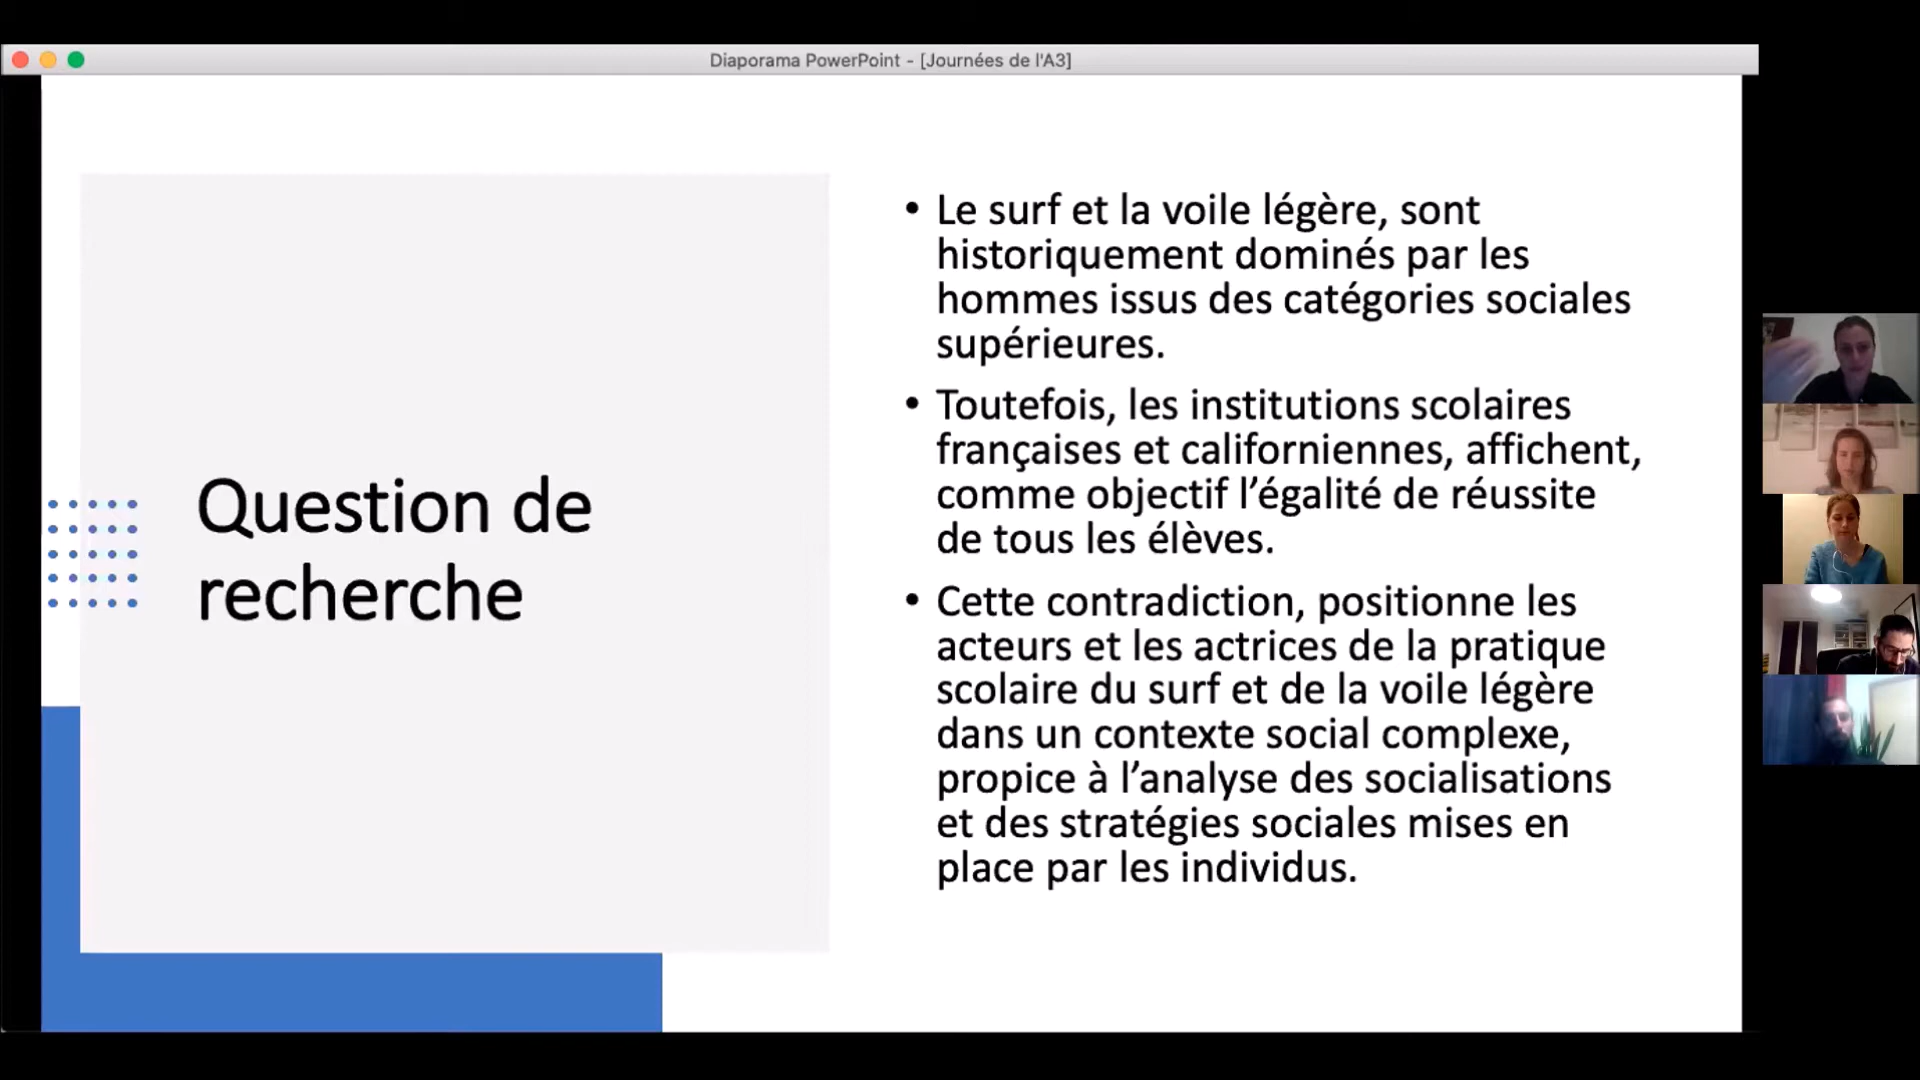 Diaporama PowerPoint - [Journées de l'A3]
Question de
recherche
• Le surf et la voile légère, sont
historiquement dominés par les
hommes issus des catégories sociales
supérieures.
• Toutefois, les institutions scolaires
françaises et californiennes, affichent,
comme objectif l’égalité de réussite
de tous les élèves.
• Cette contradiction, positionne les
acteurs et les actrices de la pratique
scolaire du surf et de la voile légère
dans un contexte social complexe,
propice à l’analyse des socialisations
et des stratégies sociales mises en
place par les individus.